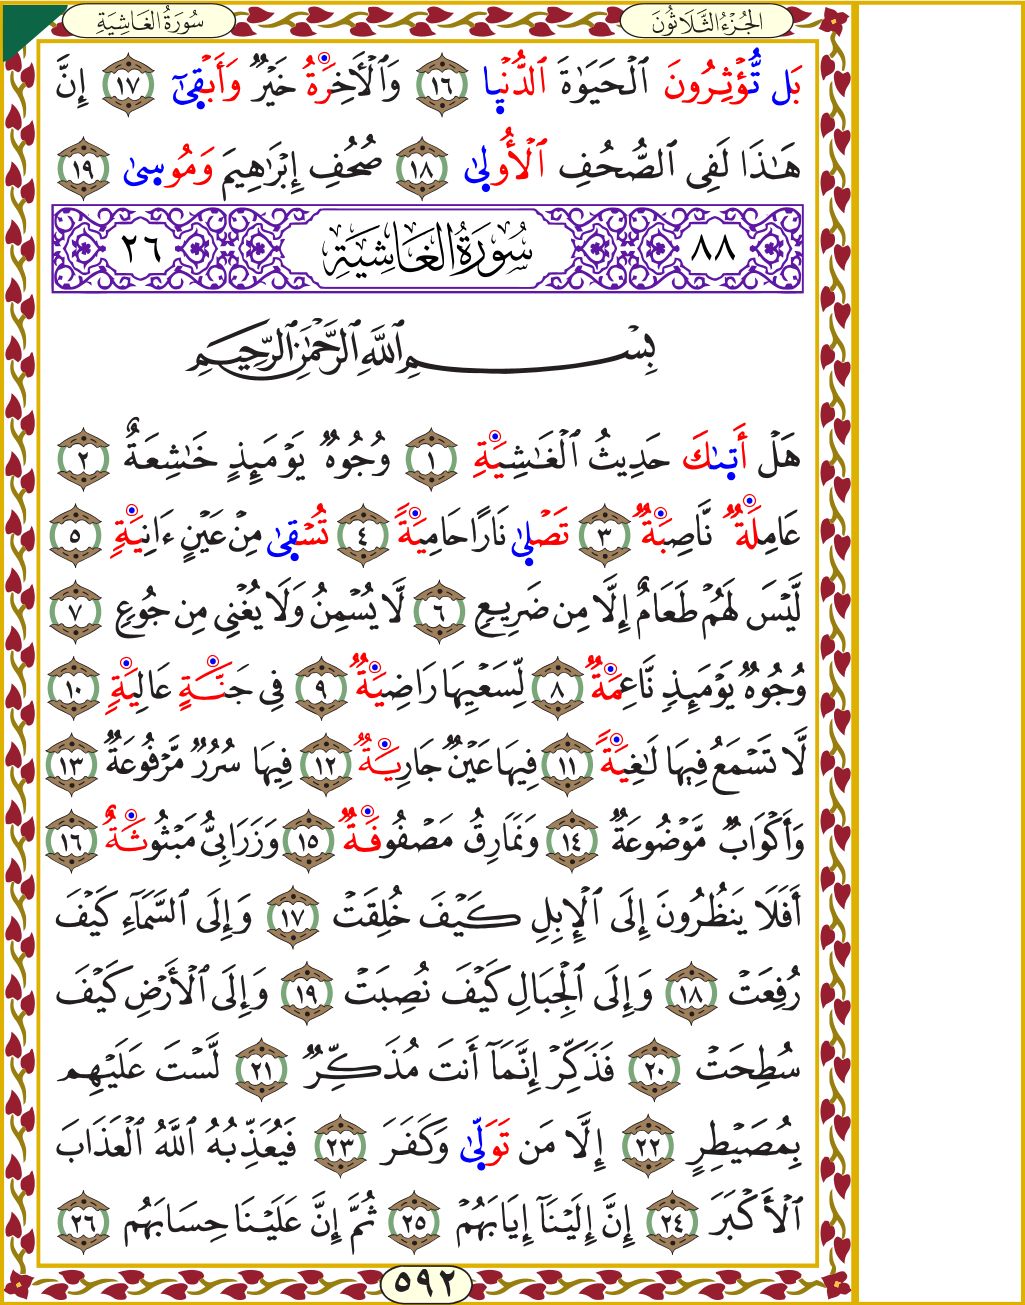 سُورَةُ الغَاشِيَةِ الجُزْءُ الثَّلَاثُونَ
بَل تُّؤْثِرُونَ ٱلْحَيَوٰةَ ٱلدُّنْيٜا ١٦ وَٱلْأَخِرَةُ خَيْرٌ وَأَبْقٜىٰٓ ١٧ إِنَّ
هَٰذَا لَفِى ٱلصُّحُفِ ٱلْأُولٜىٰ ١٨ صُحُفِ إِبْرَٰهِيمَ وَمُوسٜىٰ ١٩
٨٨ سُورَةُ الغَاشِيَةِ ٢٦
بِسْمِ ٱللَّهِ ٱلرَّحْمَٰنِ ٱلرَّحِيمِ
هَلْ أَتٜىٰكَ حَدِيثُ ٱلْغَٰشِيَةِ ١ وُجُوهٌ يَوْمَئِذٍ خَٰشِعَةٌ ٢
عَامِلَةٌ نَّاصِبَةٌ ٣ تَصْلٜىٰ نَارًا حَامِيَةً ٤ تُسْقٜىٰ مِنْ عَيْنٍ ءَانِيَةٍ ٥
لَّيْسَ لَهُمْ طَعَامٌ إِلَّا مِن ضَرِيعٍ ٦ لَّا يُسْمِنُ وَلَا يُغْنِى مِن جُوعٍ ٧
وُجُوهٌ يَوْمَئِذٍ نَّاعِمَةٌ ٨ لِّسَعْيِهَا رَاضِيَةٌ ٩ فِى جَنَّةٍ عَالِيَةٍ ١٠
لَّا تَسْمَعُ فِيهَا لَٰغِيَةً ١١ فِيهَا عَيْنٌ جَارِيَةٌ ١٢ فِيهَا سُرُرٌ مَّرْفُوعَةٌ ١٣
وَأَكْوَابٌ مَّوْضُوعَةٌ ١٤ وَنَمَارِقُ مَصْفُوفَةٌ ١٥ وَزَرَابِىُّ مَبْثُوثَةٌ ١٦
أَفَلَا يَنظُرُونَ إِلَى ٱلْإِبِلِ كَيْفَ خُلِقَتْ ١٧ وَإِلَى ٱلسَّمَآءِ كَيْفَ
رُفِعَتْ ١٨ وَإِلَى ٱلْجِبَالِ كَيْفَ نُصِبَتْ ١٩ وَإِلَى ٱلْأَرْضِ كَيْفَ
سُطِحَتْ ٢٠ فَذَكِّرْ إِنَّمَآ أَنتَ مُذَكِّرٌ ٢١ لَّسْتَ عَلَيْهِم
بِمُصَيْطِرٍ ٢٢ إِلَّا مَن تَوَلّٜىٰ وَكَفَرَ ٢٣ فَيُعَذِّبُهُ ٱللَّهُ ٱلْعَذَابَ
ٱلْأَكْبَرَ ٢٤ إِنَّ إِلَيْنَآ إِيَابَهُمْ ٢٥ ثُمَّ إِنَّ عَلَيْنَا حِسَابَهُم ٢٦
٥٩٢